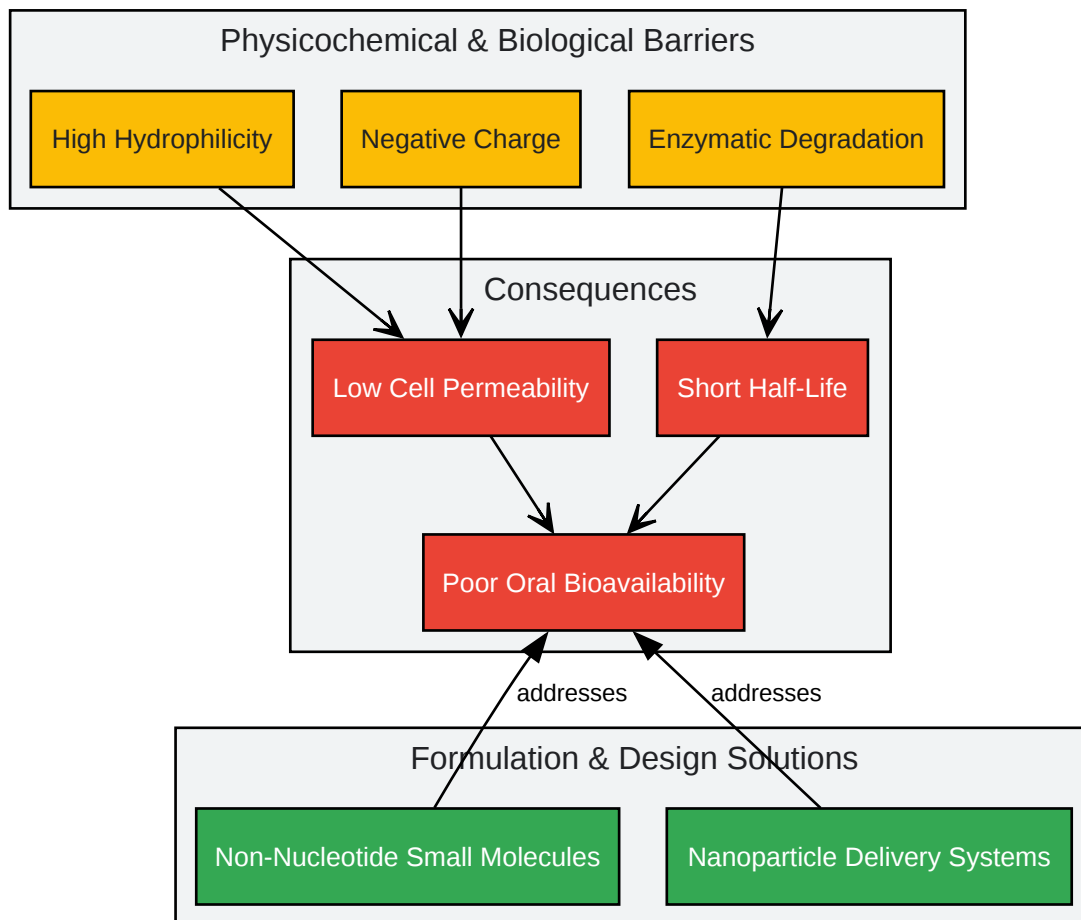 Physicochemical & Biological Barriers
High Hydrophilicity
Negative Charge
Enzymatic Degradation
Consequences
Low Cell Permeability
Short Half-Life
Poor Oral Bioavailability
addresses
addresses
Formulation & Design Solutions
Non-Nucleotide Small Molecules
Nanoparticle Delivery Systems